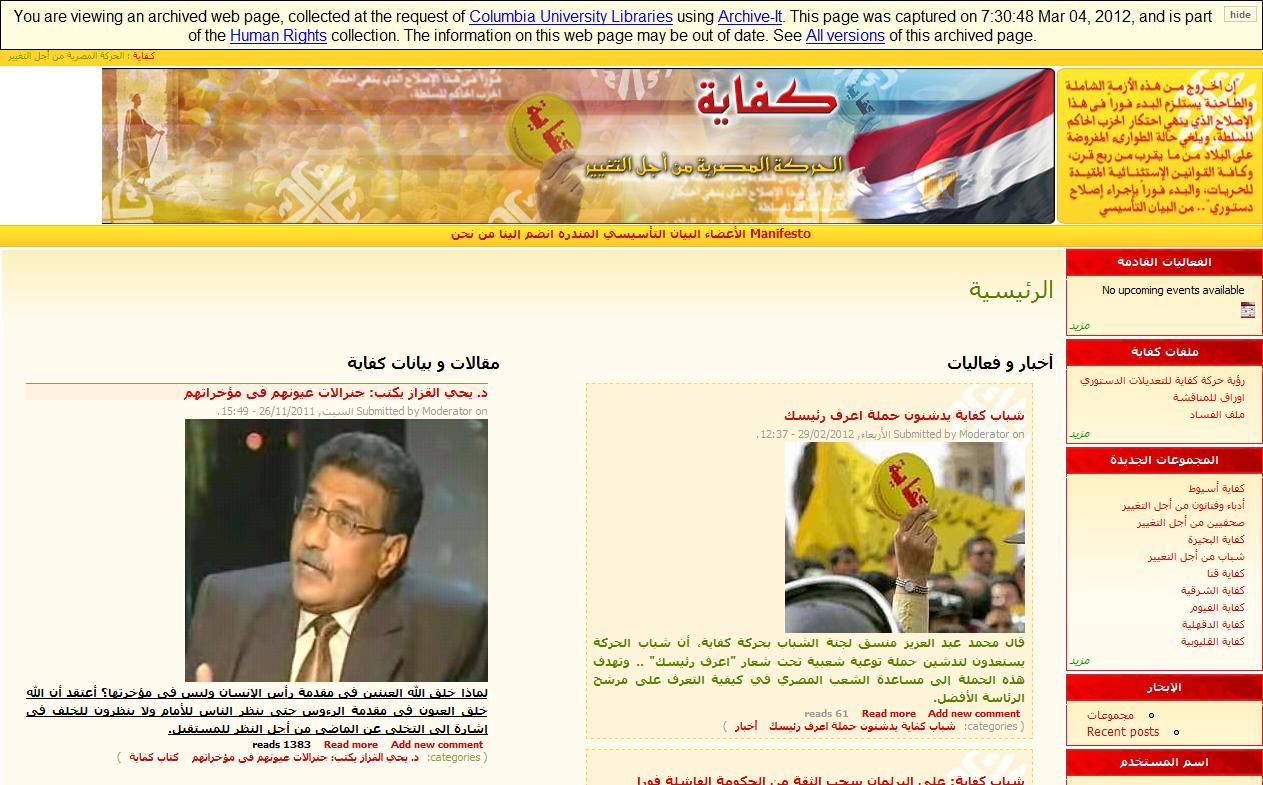 You are viewing an archived web page, collected at the request of Columbia University Libraries using Archive-It. This page was captured on 7:30:48 Mar 04, 2012, and is part
of the Human Rights collection. The information on this web page may be out of date. See All versions of this archived page.
hide
كفاية : الحركة المصرية من أجل التغيير
كفاية
الحركة المصرية من أجل التغيير
إن الخروج من هذه الأزمة الشاملة
والطاحنة يستلزم البدء فوراً فى هذا
الإصلاح الذي ينهي احتكار الحزب الحاكم
للسلطة، ويلغي حالة الطوارىء المفروضة
على البلاد من ما يقرب من ربع قرن،
وكافة القوانين الإستثنائية المقيدة
للحريات، والبدء فوراً بإجراء إصلاح
دستوري".. من البيان التأسيسي
Manifesto الأعضاء البيان التأسيسي المندرة انضم إلينا من نحن
الفعاليات القادمة
No upcoming events available
مزيد
ملفات كفاية
رؤية حركة كفاية للتعديلات الدستوري
اوراق للمناقشة
ملف الفساد
مزيد
المجموعات الجديدة
كفاية أسيوط
أدباء وفنانون من أجل التغيير
صحفيين من أجل التغيير
كفاية البحيرة
شباب من أجل التغيير
كفاية قنا
كفاية الشرقية
كفاية الفيوم
كفاية الدقهلية
كفاية القليوبية
مزيد
الإبحار
مجموعات
Recent posts
اسم المستخدم
الرئيسية
أخبار و فعاليات
شباب كفاية يدشنون حملة اعرف رئيسك
Submitted by Moderator on الأربعاء, 29/02/2012 - 12:37.
كفاية
قال محمد عبد العزيز منسق لجنة الشباب بحركة كفاية، أن شباب الحركة
يستعدون لتدشين حملة توعية شعبية تحت شعار "اعرف رئيسك" .. وتهدف
هذه الحملة إلى مساعدة الشعب المصري في كيفية التعرف على مرشح
الرئاسة الأفضل.
Add new comment Read more 61 reads
( categories: شباب كفاية يدشنون حملة اعرف رئيسك أخبار )
شباب كفاية: على البرلمان سحب الثقة من الحكومة الفاشلة فورا
مقالات و بيانات كفاية
د. يحي القزاز يكتب: جنرالات عيونهم فى مؤخراتهم
Submitted by Moderator on السبت, 26/11/2011 - 15:49.
لماذا خلق الله العينين فى مقدمة رأس الإنسان وليس فى مؤخرتها؟ أعتقد أن الله
خلق العيون فى مقدمة الرءوس حتى ينظر الناس للأمام ولا ينظرون للخلف فى
إشارة إلى التخلى عن الماضى من أجل النظر للمستقبل.
Add new comment Read more 1383 reads
( categories: د. يحي القزاز يكتب: جنرالات عيونهم فى مؤخراتهم كتاب كفاية )